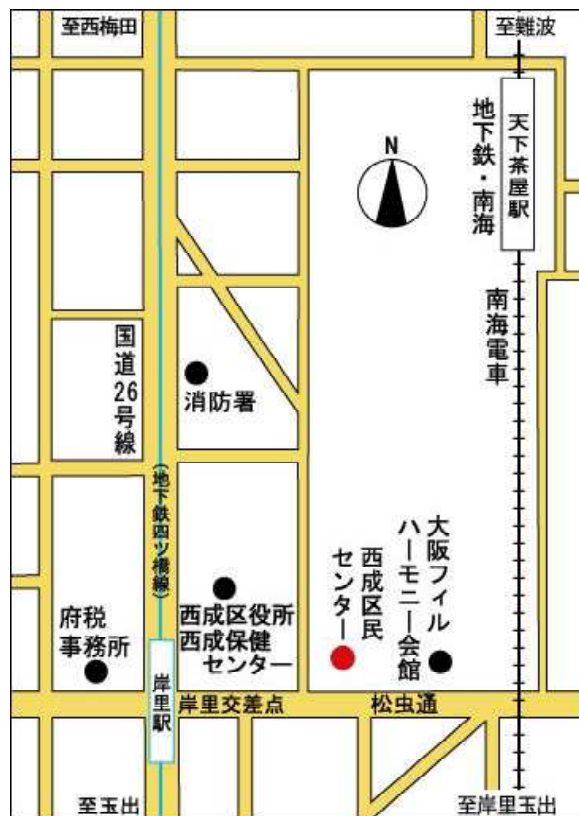 至西梅田
至難波
N
地下鉄・南海
天下茶屋駅
南海電車
国道26号線
消防署
(地下鉄四ツ橋線)
大阪フィル
ハーモニー会館
西成区民
センター
西成区役所
西成保健
センター
府税
事務所
岸里駅
岸里交差点
松虫通
至玉出
至岸里玉出